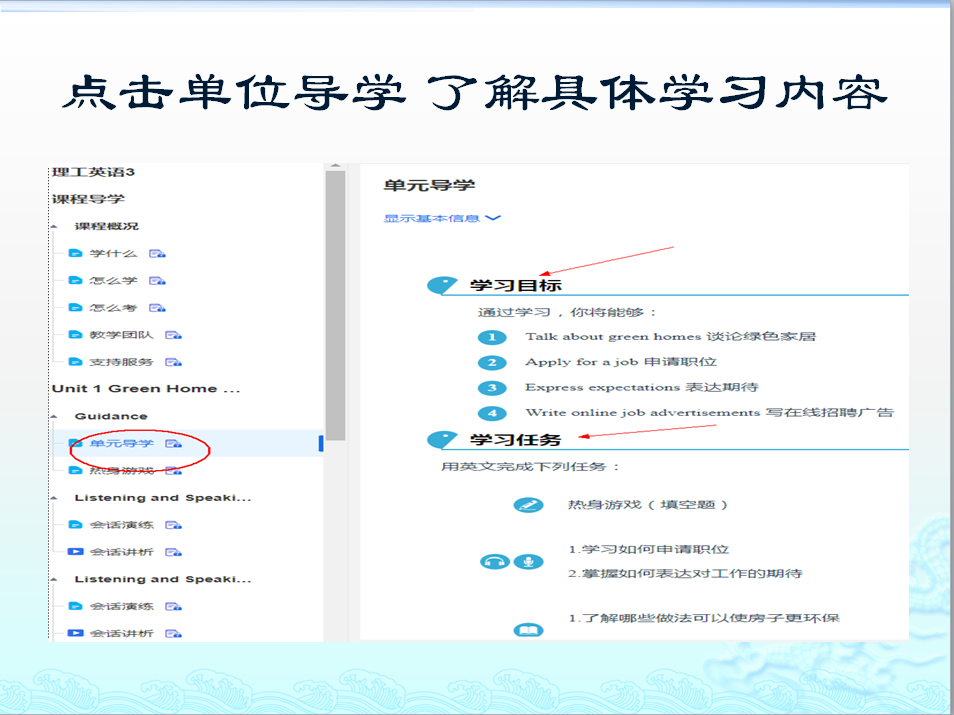 点击单位导学 了解具体学习内容
理工英语3
课程导学
课程概况
学什么
怎么学
怎么考
教学团队
支持服务
Unit 1 Green Home ...
Guidance
单元导学
热身游戏
Listening and Speaki...
会话演练
会话讲析
Listening and Speaki...
会话演练
会话讲析
单元导学
显示基本信息
学习目标
通过学习，你将能够：
1 Talk about green homes 谈论绿色家居
2 Apply for a job 申请职位
3 Express expectations 表达期待
4 Write online job advertisements 写在线招聘广告
学习任务
用英文完成下列任务：
热身游戏（填空题）
1.学习如何申请职位
2.掌握如何表达对工作的期待
1.了解哪些做法可以使房子更环保